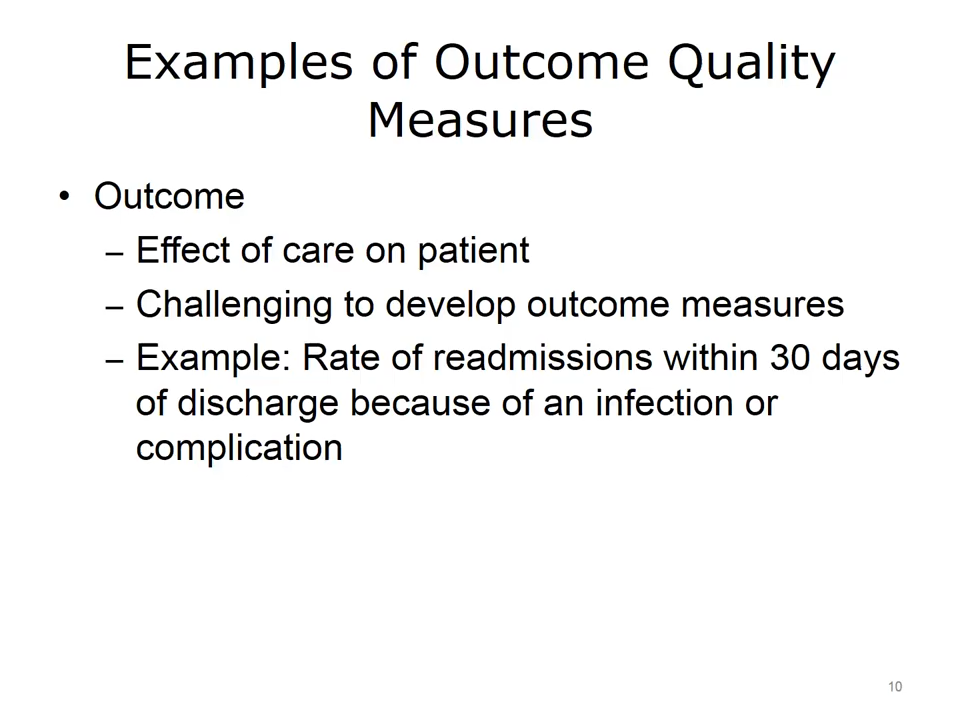 Examples of Outcome Quality
Measures
• Outcome
– Effect of care on patient
– Challenging to develop outcome measures
– Example: Rate of readmissions within 30 days
of discharge because of an infection or
complication
10